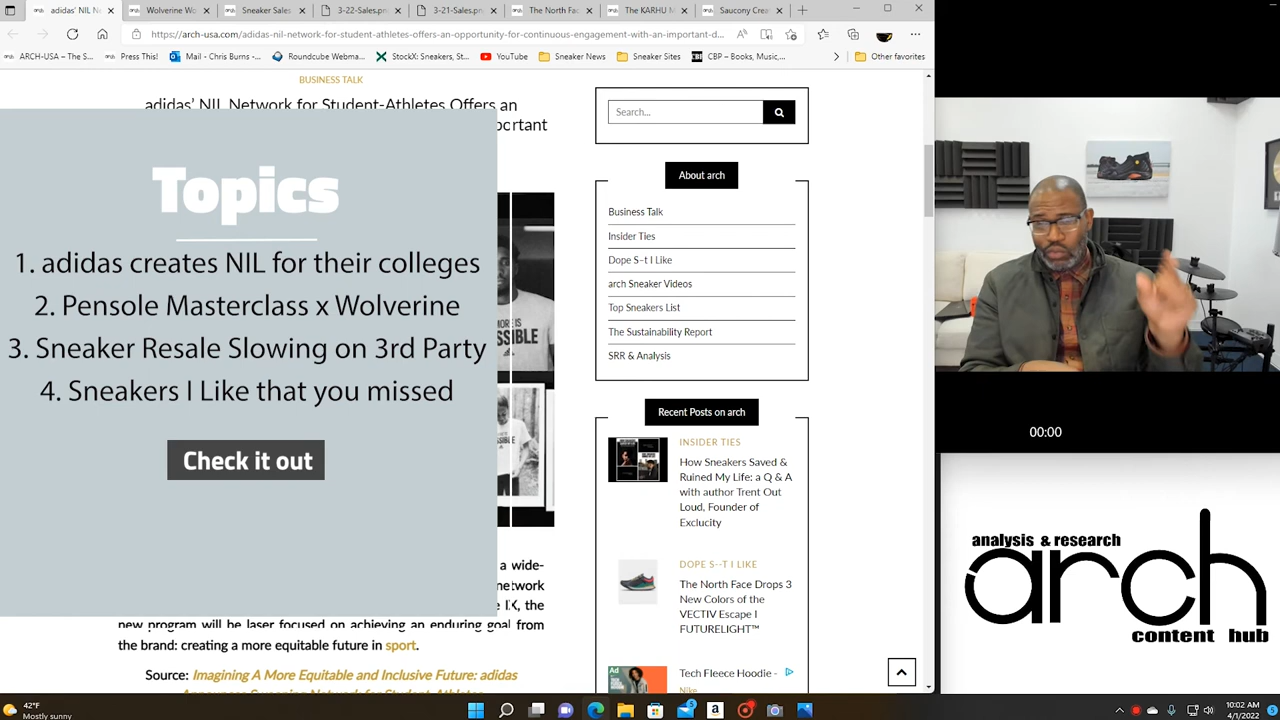 adidas' NIL N
Wolverine Wo
Sneaker Sales
3-22-Sales.pn
3-21-Sales.pn
The North Fac
The KARHU M
Saucony Crea
https://arch-usa.com/adidas-nil-network-for-student-athletes-offers-an-opportunity-for-continuous-engagement-with-an-important-d...
ARCH-USA – The S...
Press This!
Mail - Chris Burns -...
Roundcube Webma...
StockX: Sneakers, St...
YouTube
Sneaker News
Sneaker Sites
CBP – Books, Music,...
Other favorites
BUSINESS TALK
adidas' NIL Network for Student-Athletes Offers an
portant
Topics
1. adidas creates NIL for their colleges
2. Pensole Masterclass x Wolverine
3. Sneaker Resale Slowing on 3rd Party
4. Sneakers I Like that you missed
Check it out
a wide-
network
the
new program will be laser focused on achieving an enduring goal from
the brand: creating a more equitable future in sport.
Source: Imagining A More Equitable and Inclusive Future: adidas
Search...
About arch
Business Talk
Insider Ties
Dope S–t I Like
arch Sneaker Videos
Top Sneakers List
The Sustainability Report
SRR & Analysis
Recent Posts on arch
INSIDER TIES
How Sneakers Saved &
Ruined My Life: a Q & A
with author Trent Out
Loud, Founder of
Exclucity
DOPE S--T I LIKE
The North Face Drops 3
New Colors of the
VECTIV Escape I
FUTURELIGHT™
Ad
Tech Fleece Hoodie -
Nike
00:00
analysis & research
arch
content hub
42°F
Mostly sunny
10:02 AM
4/1/2022